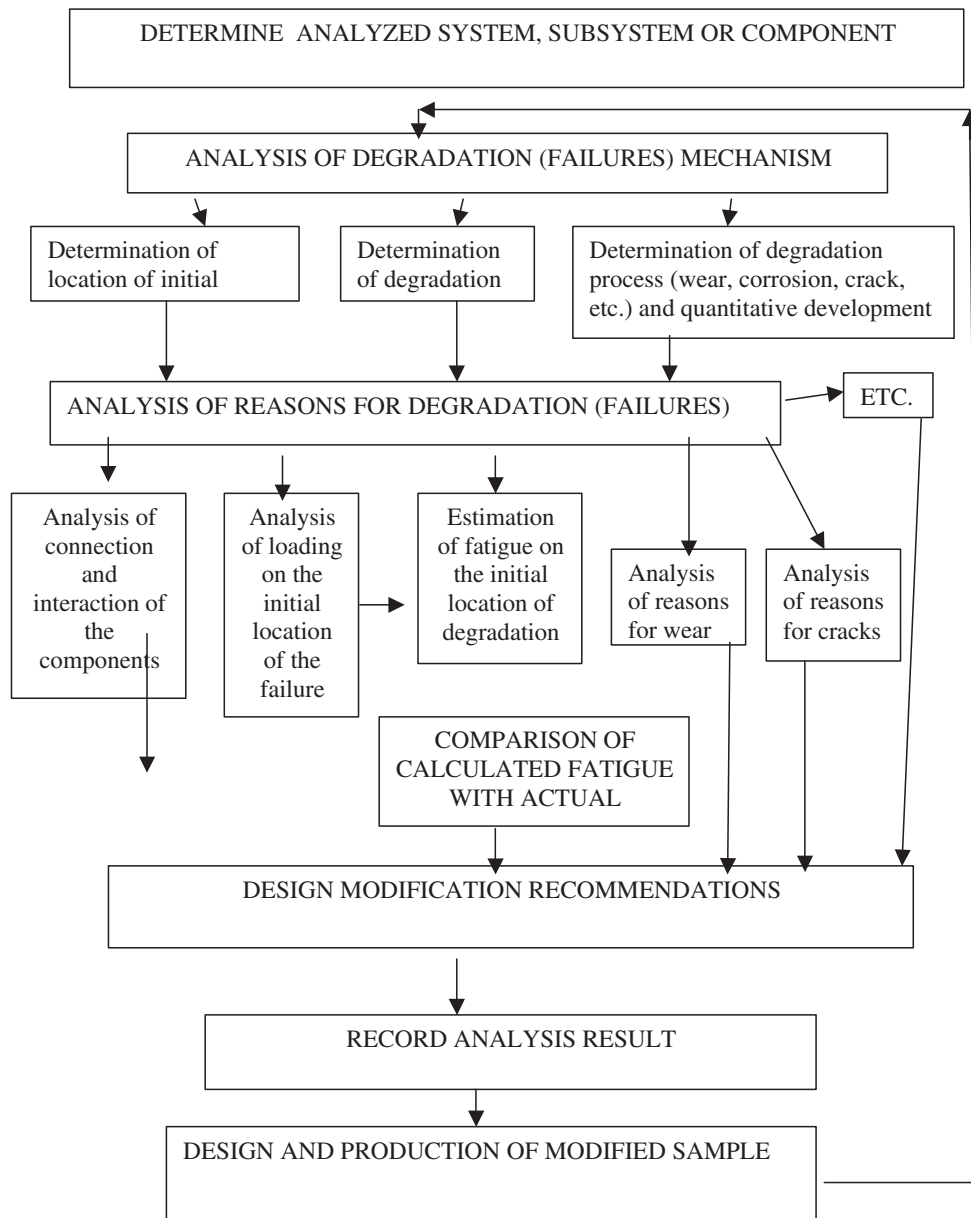 DETERMINE ANALYZED SYSTEM, SUBSYSTEM OR COMPONENT
ANALYSIS OF DEGRADATION (FAILURES) MECHANISM
Determination of
location of initial
Determination
of degradation
Determination of degradation
process (wear, corrosion, crack,
etc.) and quantitative development
ANALYSIS OF REASONS FOR DEGRADATION (FAILURES)
ETC.
Analysis of
connection
and
interaction of
the
components
Analysis
of loading
on the
initial
location
of the
failure
Estimation
of fatigue on
the initial
location of
degradation
Analysis
of reasons
for wear
Analysis
of reasons
for cracks
COMPARISON OF
CALCULATED FATIGUE
WITH ACTUAL
DESIGN MODIFICATION RECOMMENDATIONS
RECORD ANALYSIS RESULT
DESIGN AND PRODUCTION OF MODIFIED SAMPLE